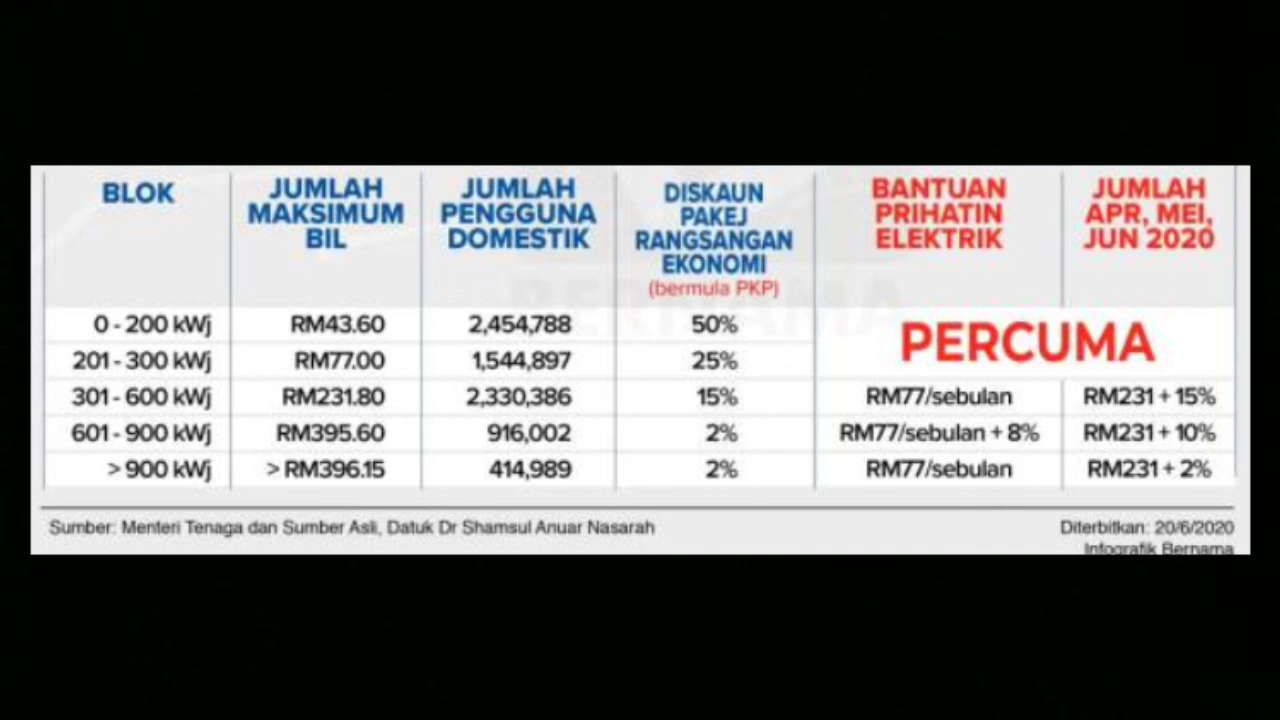 BLOK
JUMLAH
MAKSIMUM
BIL
JUMLAH
PENGGUNA
DOMESTIK
DISKAUN
PAKEJ
RANGSANGAN
EKONOMI
(bermula PKP)
BANTUAN
PRIHATIN
ELEKTRIK
JUMLAH
APR, MEI,
JUN 2020
BERNAMA
0 - 200 kWj RM43.60 2,454,788 50%
PERCUMA
201 - 300 kWj RM77.00 1,544,897 25%
301 - 600 kWj RM231.80 2,330,386 15% RM77/sebulan RM231 + 15%
601 - 900 kWj RM395.60 916,002 2% RM77/sebulan + 8% RM231 + 10%
> 900 kWj > RM396.15 414,989 2% RM77/sebulan RM231 + 2%
Sumber: Menteri Tenaga dan Sumber Asli, Datuk Dr Shamsul Anuar Nasarah
Diterbitkan: 20/6/2020
Infografik Bernama